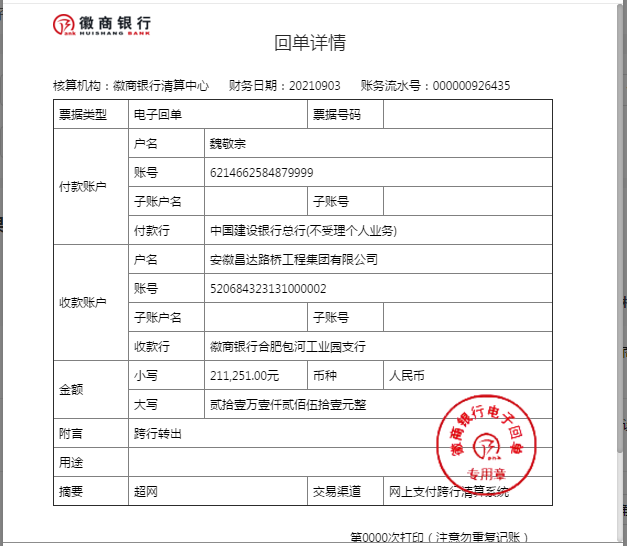 徽商银行
HUISHANG BANK
回单详情
核算机构：徽商银行清算中心 财务日期：20210903 账务流水号：000000926435
票据类型 电子回单 票据号码
付款账户
户名 魏敬宗
账号 6214662584879999
子账户名 子账号
付款行 中国建设银行总行(不受理个人业务)
收款账户
户名 安徽昌达路桥工程集团有限公司
账号 520684323131000002
子账户名 子账号
收款行 徽商银行合肥包河工业园支行
金额
小写 211,251.00元 币种 人民币
大写 贰拾壹万壹仟贰佰伍拾壹元整
附言 跨行转出
用途
摘要 超网 交易渠道 网上支付跨行清算系统
徽商银行电子回单
Bank
专用章
第0000次打印（注意勿重复记账）